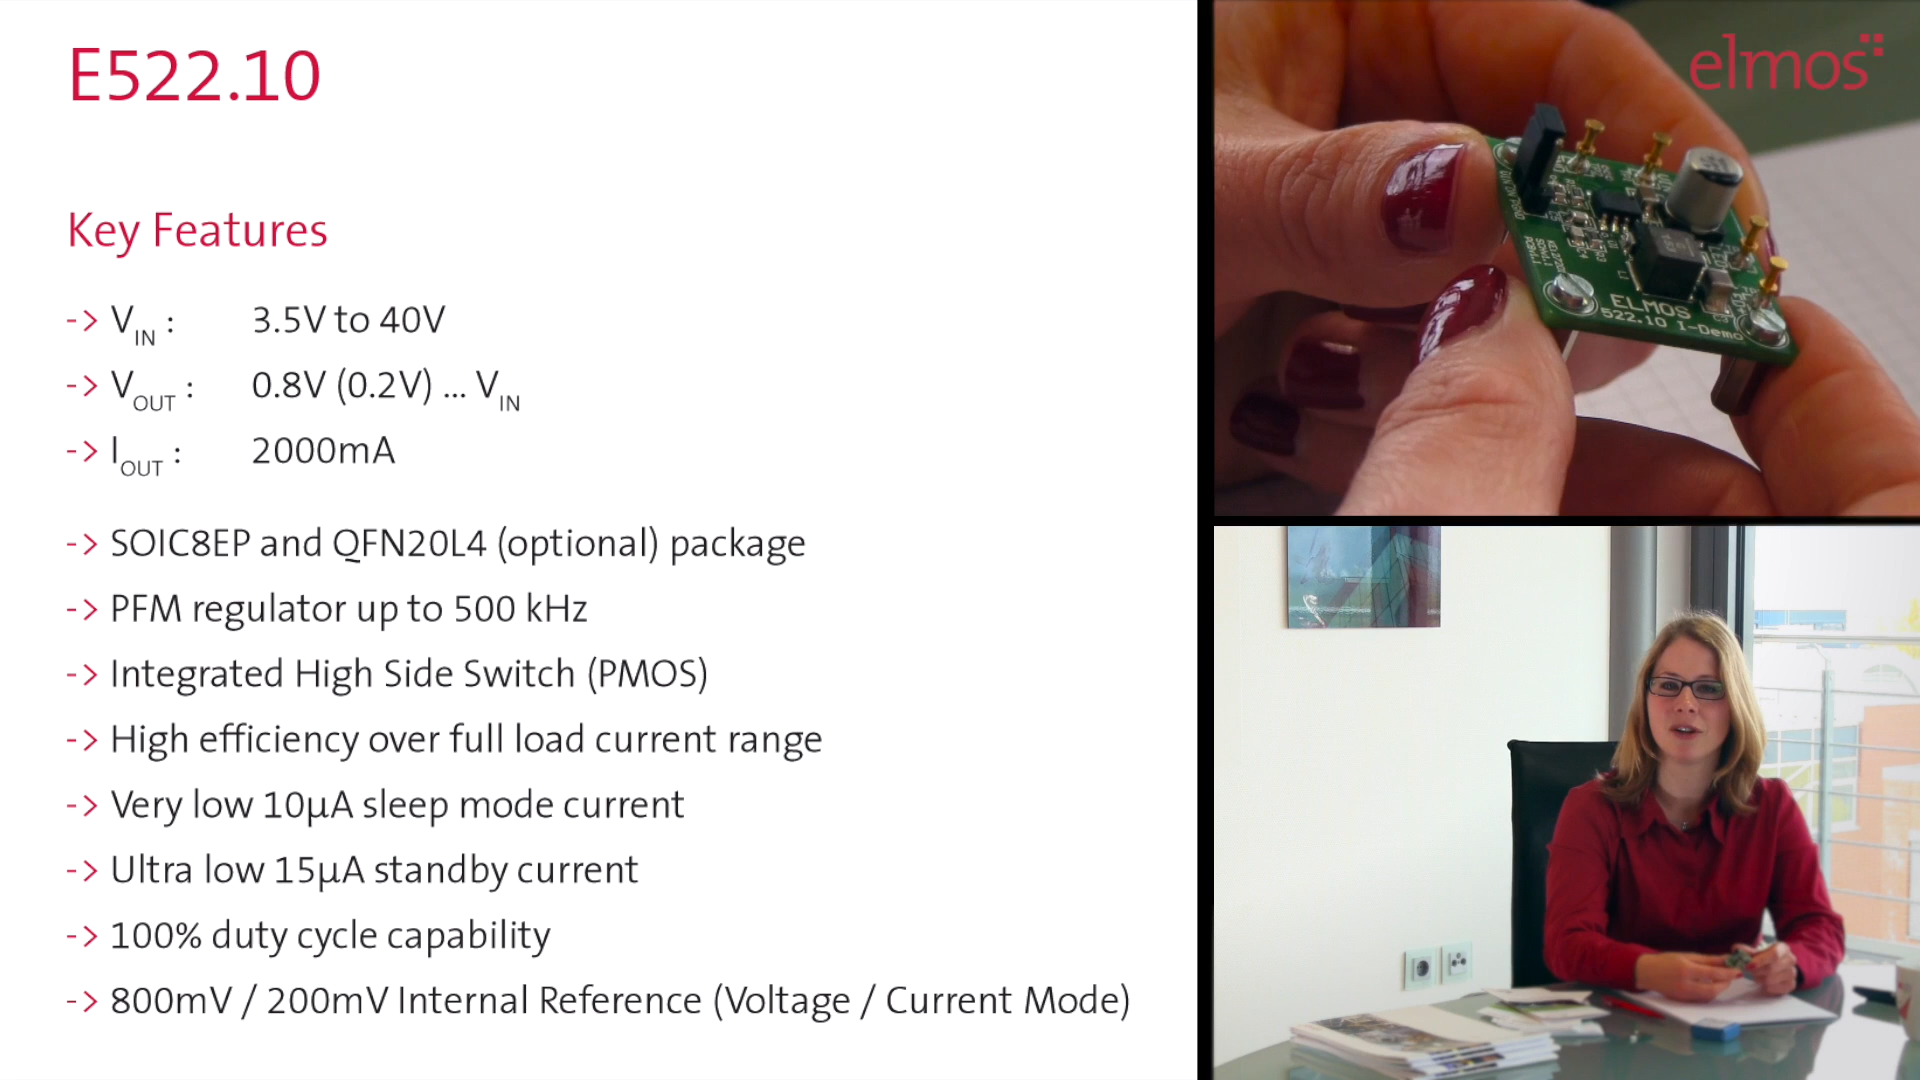 E522.10
Key Features
-> VIN : 3.5V to 40V
-> VOUT : 0.8V (0.2V) ... VIN
-> IOUT : 2000mA
-> SOIC8EP and QFN20L4 (optional) package
-> PFM regulator up to 500 kHz
-> Integrated High Side Switch (PMOS)
-> High efficiency over full load current range
-> Very low 10µA sleep mode current
-> Ultra low 15µA standby current
-> 100% duty cycle capability
-> 800mV / 200mV Internal Reference (Voltage / Current Mode)
elmos
ELMOS
522.10 I-Demo